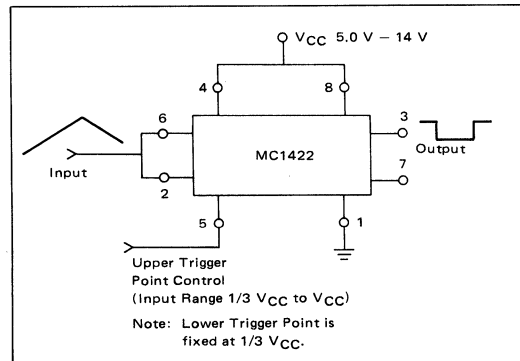 VCC 5.0 V – 14 V
4
8
6
3
MC1422
Output
Input
2
7
5
1
Upper Trigger
Point Control
(Input Range 1/3 VCC to VCC)
Note: Lower Trigger Point is
fixed at 1/3 VCC.